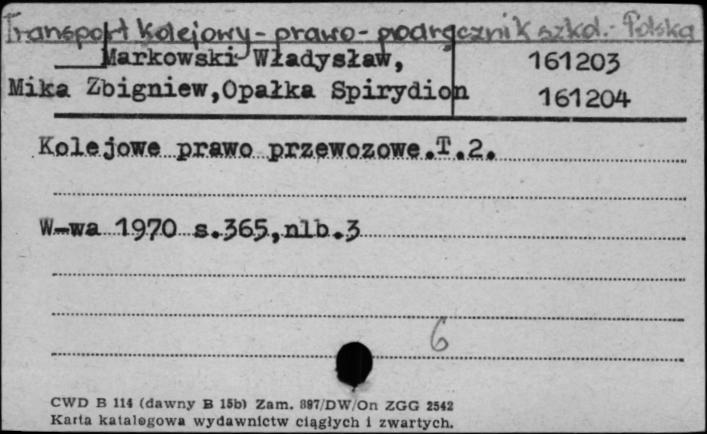 Transport kolejowy - prawo - podręcznik szkol. - Polska
Markowski Władysław, 161203
Mika Zbigniew,Opałka Spirydion 161204
Kolejowe prawo przewozowe.T.2.
W-wa 1970 s.365,nlb.3
6
CWD B 114 (dawny B 15b) Zam. 897/DW/On ZGG 2542
Karta katalogowa wydawnictw ciągłych i zwartych.